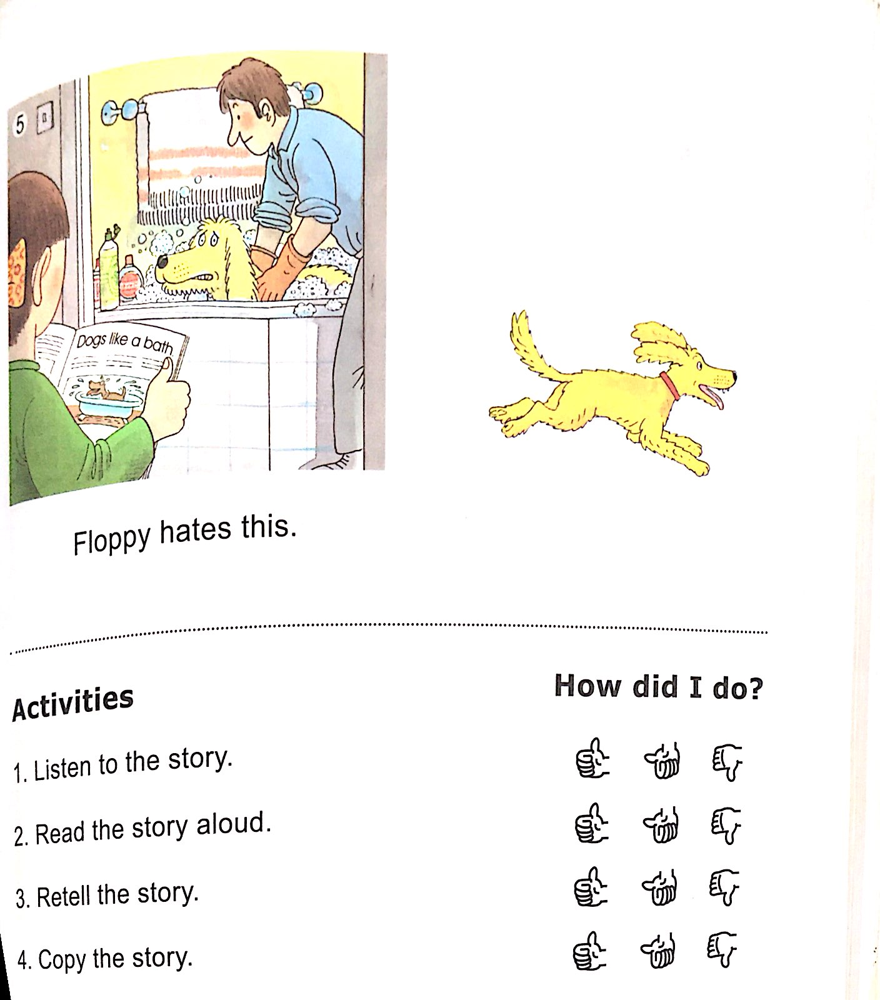 5
Dogs like a bath
Floppy hates this.
Activities
How did I do?
1. Listen to the story.
2. Read the story aloud.
3. Retell the story.
4. Copy the story.